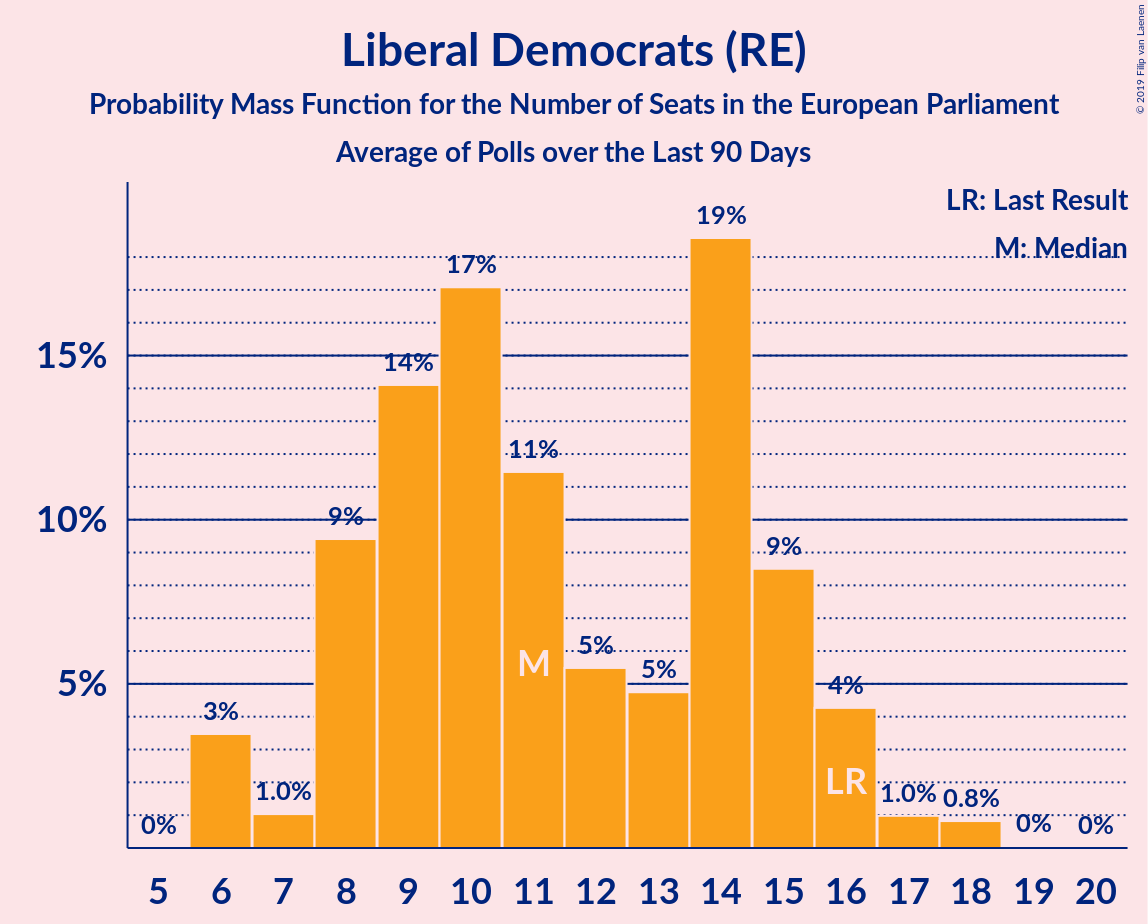 Liberal Democrats (RE)
Probability Mass Function for the Number of Seats in the European Parliament
Average of Polls over the Last 90 Days
© 2019 Filip van Laenen
LR: Last Result
M: Median
15%
10%
5%
0%
3%
1.0%
9%
14%
17%
11%
5%
5%
19%
9%
4%
1.0%
0.8%
0%
0%
M
LR
5 6 7 8 9 10 11 12 13 14 15 16 17 18 19 20